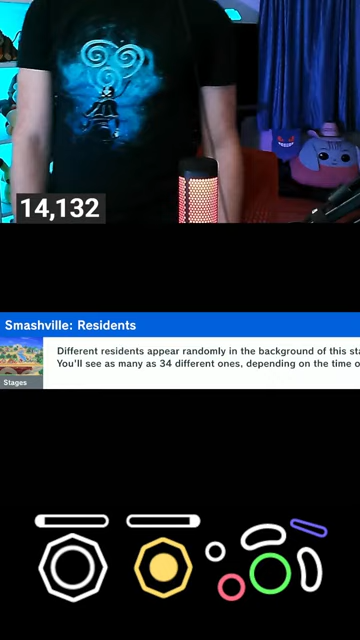 14,132
Smashville: Residents
Different residents appear randomly in the background of this
You'll see as many as 34 different ones, depending on the time
Stages